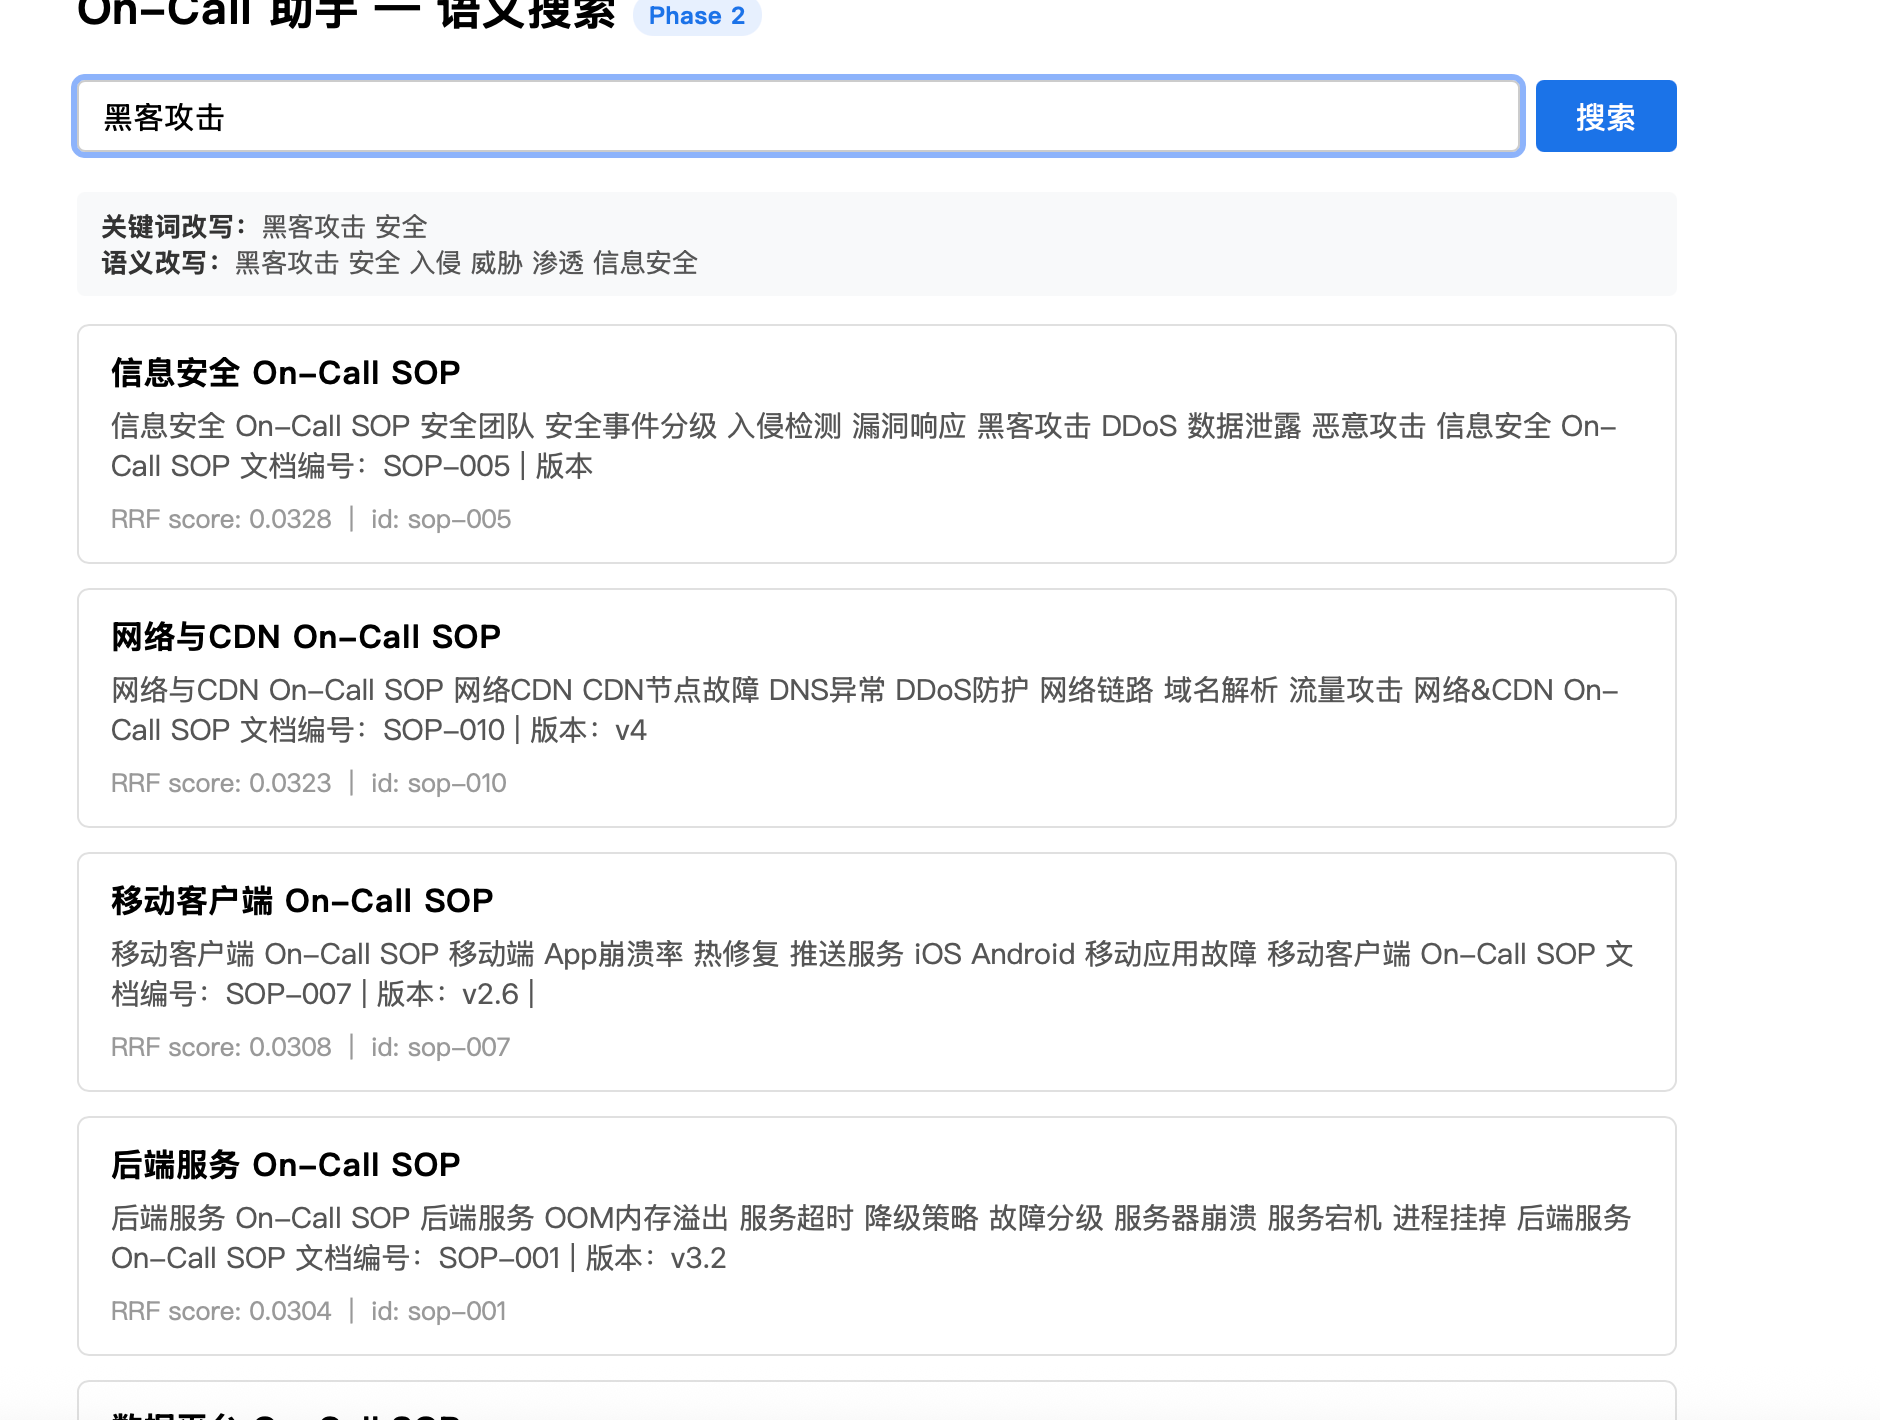 On-Call 助手 — 语义搜索 Phase 2
黑客攻击
搜索
关键词改写：黑客攻击 安全
语义改写：黑客攻击 安全 入侵 威胁 渗透 信息安全
信息安全 On-Call SOP
信息安全 On-Call SOP 安全团队 安全事件分级 入侵检测 漏洞响应 黑客攻击 DDoS 数据泄露 恶意攻击 信息安全 On-
Call SOP 文档编号：SOP-005 | 版本
RRF score: 0.0328 | id: sop-005
网络与CDN On-Call SOP
网络与CDN On-Call SOP 网络CDN CDN节点故障 DNS异常 DDoS防护 网络链路 域名解析 流量攻击 网络&CDN On-
Call SOP 文档编号：SOP-010 | 版本：v4
RRF score: 0.0323 | id: sop-010
移动客户端 On-Call SOP
移动客户端 On-Call SOP 移动端 App崩溃率 热修复 推送服务 iOS Android 移动应用故障 移动客户端 On-Call SOP 文
档编号：SOP-007 | 版本：v2.6 |
RRF score: 0.0308 | id: sop-007
后端服务 On-Call SOP
后端服务 On-Call SOP 后端服务 OOM内存溢出 服务超时 降级策略 故障分级 服务器崩溃 服务宕机 进程挂掉 后端服务
On-Call SOP 文档编号：SOP-001 | 版本：v3.2
RRF score: 0.0304 | id: sop-001
数据平台 On-Call SOP